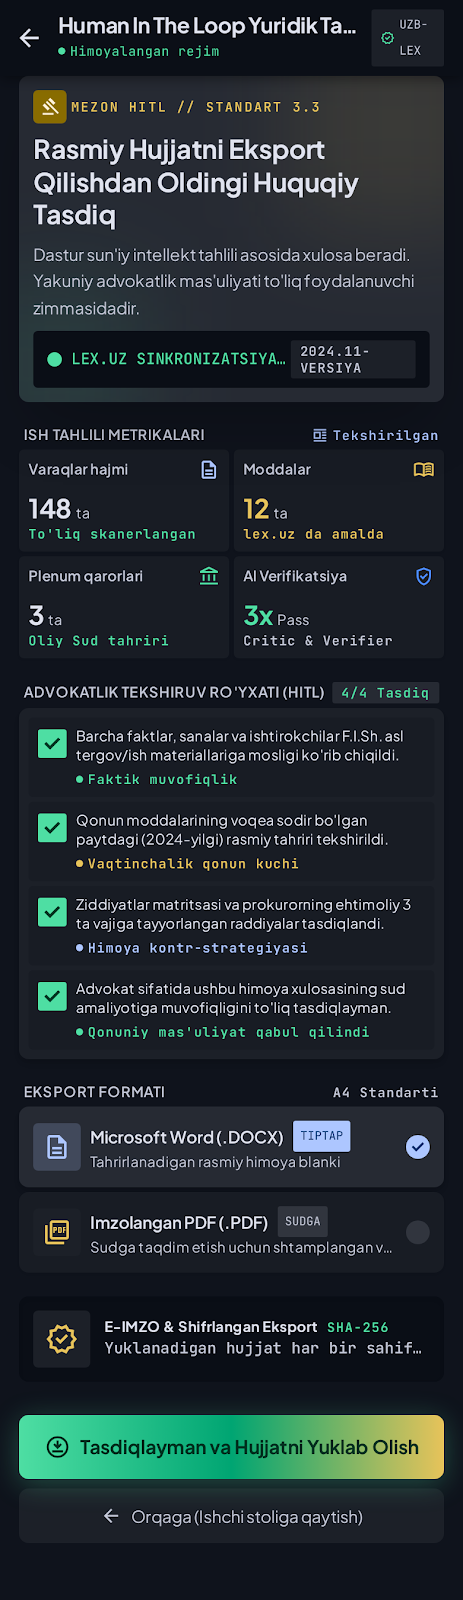 Human In The Loop Yuridik Ta...
Himoyalangan rejim
UZB-
LEX
MEZON HITL // STANDART 3.3
Rasmiy Hujjatni Eksport
Qilishdan Oldingi Huquqiy
Tasdiq
Dastur sun'iy intellekt tahlili asosida xulosa beradi.
Yakuniy advokatlik mas'uliyati to'liq foydalanuvchi
zimmasidadir.
LEX.UZ SINKRONIZATSIYA…
2024.11-
VERSIYA
ISH TAHLILI METRIKALARI
Tekshirilgan
Varaqlar hajmi
148 ta
To'liq skanerlangan
Moddalar
12 ta
lex.uz da amalda
Plenum qarorlari
3 ta
Oliy Sud tahriri
AI Verifikatsiya
3x Pass
Critic & Verifier
ADVOKATLIK TEKSHIRUV RO'YXATI (HITL)
4/4 Tasdiq
Barcha faktlar, sanalar va ishtirokchilar F.I.Sh. asl
tergov/ish materiallariga mosligi ko'rib chiqildi.
Faktik muvofiqlik
Qonun moddalarining voqea sodir bo'lgan
paytdagi (2024-yilgi) rasmiy tahriri tekshirildi.
Vaqtinchalik qonun kuchi
Ziddiyatlar matritsasi va prokurorning ehtimoliy 3
ta vajiga tayyorlangan raddiyalar tasdiqlandi.
Himoya kontr-strategiyasi
Advokat sifatida ushbu himoya xulosasining sud
amaliyotiga muvofiqligini to'liq tasdiqlayman.
Qonuniy mas'uliyat qabul qilindi
EKSPORT FORMATI
A4 Standarti
Microsoft Word (.DOCX)
TIPTAP
Tahrirlanadigan rasmiy himoya blanki
PDF
Imzolangan PDF (.PDF)
SUDGA
Sudga taqdim etish uchun shtamplangan v...
E-IMZO & Shifrlangan Eksport SHA-256
Yuklanadigan hujjat har bir sahif…
Tasdiqlayman va Hujjatni Yuklab Olish
Orqaga (Ishchi stoliga qaytish)